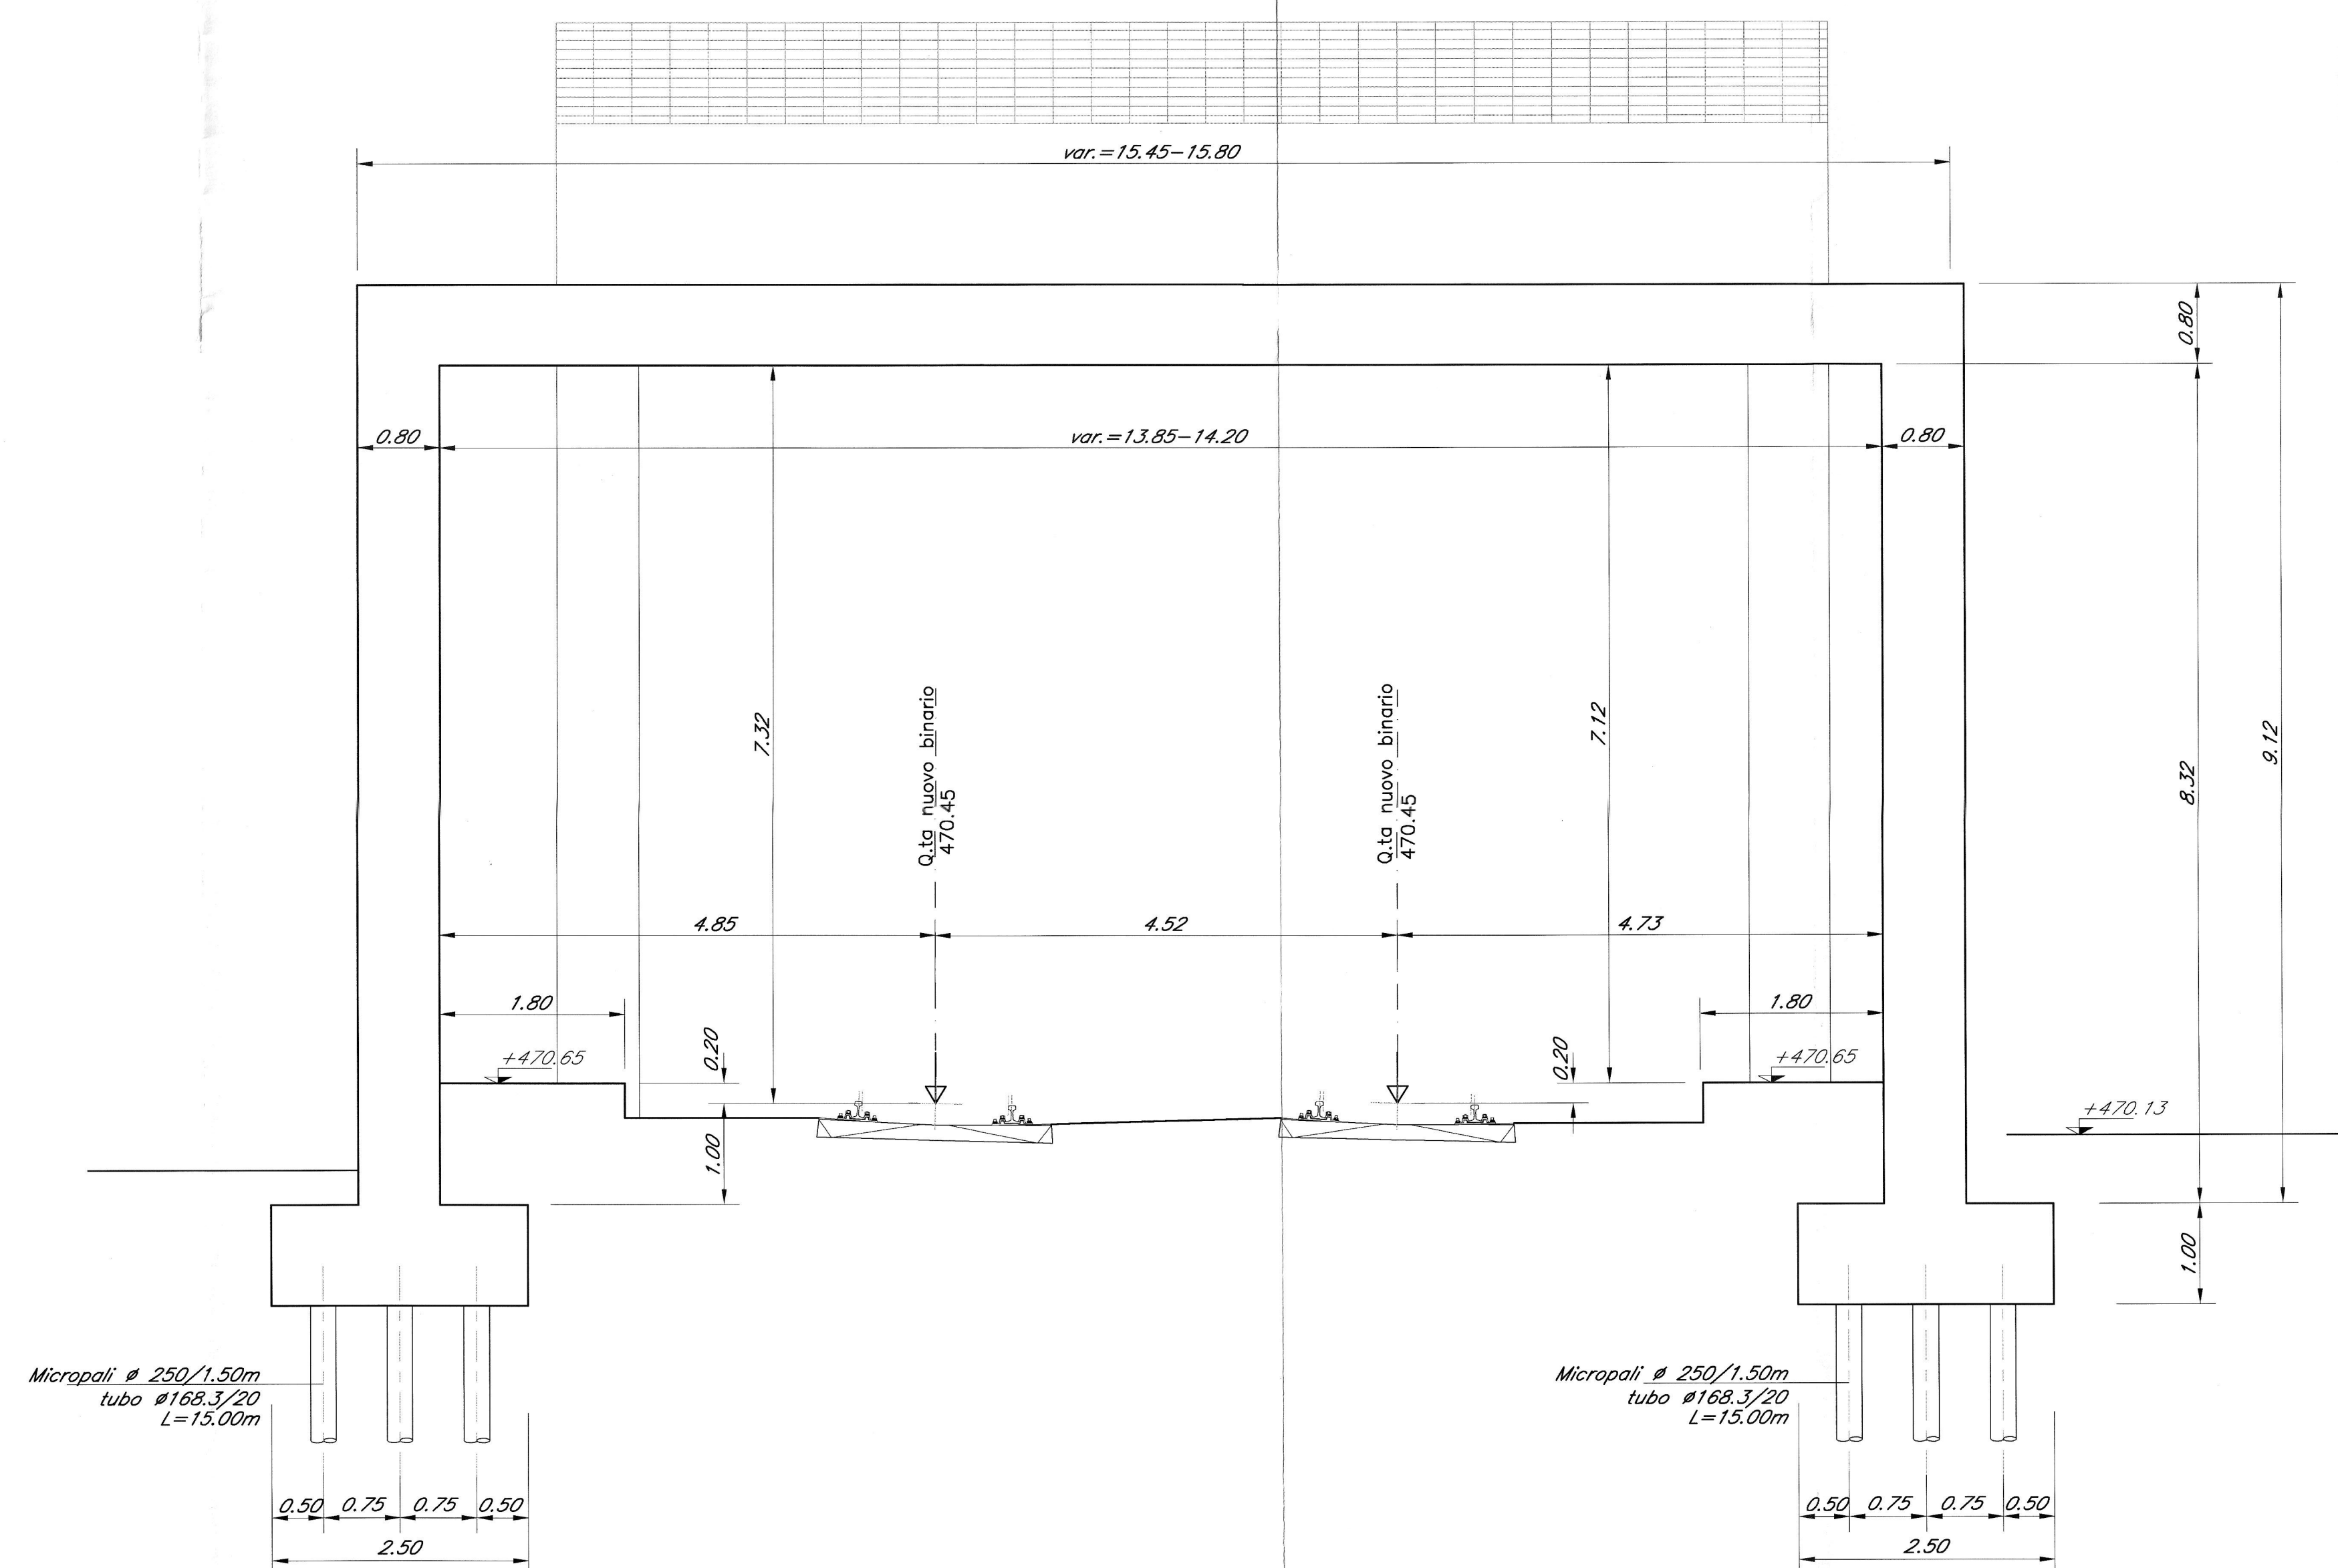 var.=15.45-15.80
0.80
0.80
var.=13.85-14.20
0.80
7.32
7.12
8.32
9.12
Q.ta nuovo binario
470.45
Q.ta nuovo binario
470.45
4.85
4.52
4.73
1.80
1.80
+470.65
0.20
0.20
+470.65
+470.13
1.00
1.00
Micropali ø 250/1.50m
tubo ø168.3/20
L=15.00m
Micropali ø 250/1.50m
tubo ø168.3/20
L=15.00m
0.50 0.75 0.75 0.50
2.50
0.50 0.75 0.75 0.50
2.50